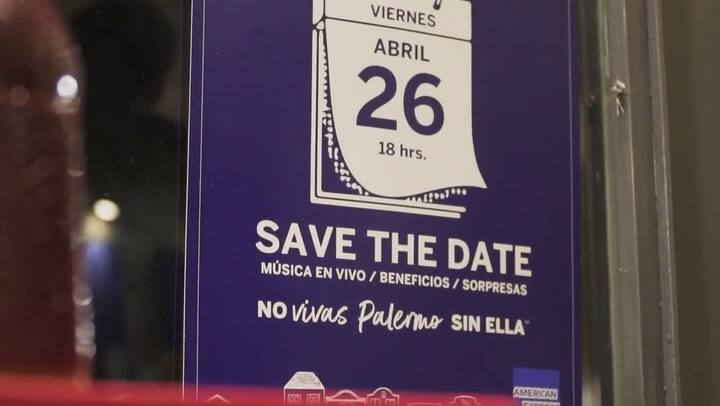 VIERNES
ABRIL
26
18 hrs.
SAVE THE DATE
MÚSICA EN VIVO / BENEFICIOS / SORPRESAS
NO vivas Palermo SIN ELLA
AMERICAN
EXPRESS